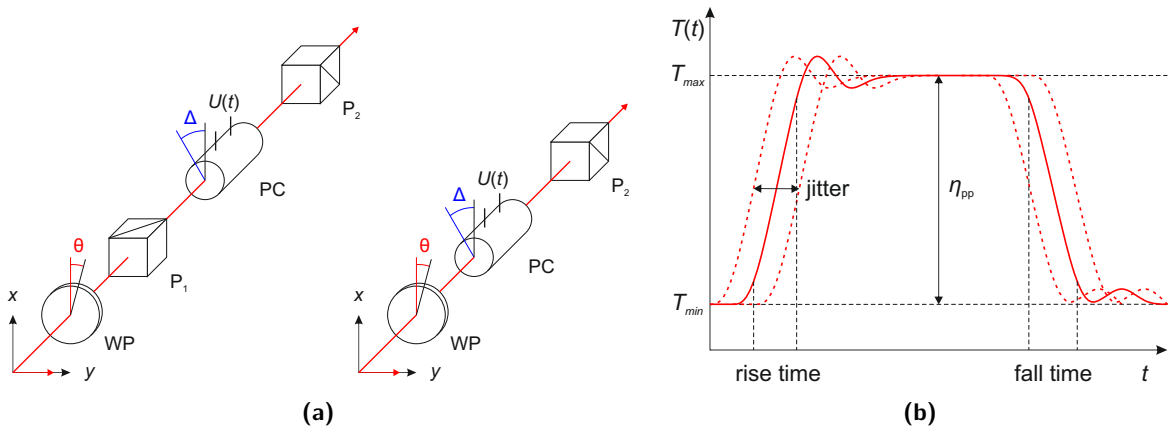 P₂
U(t)
Δ
PC
θ
P₁
x
WP
y
P₂
U(t)
Δ
PC
θ
x
WP
y
(a)
T(t)
T_max
jitter
η_pp
T_min
rise time
fall time
t
(b)